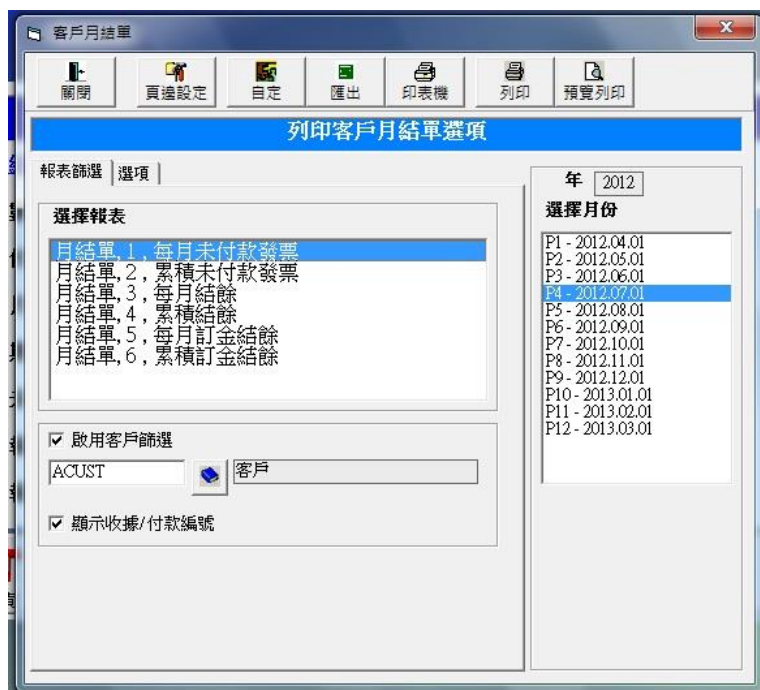 客戶月結單
關閉
頁邊設定
自定
匯出
印表機
列印
預覽列印
列印客戶月結單選項
報表篩選
選項
選擇報表
月結單, 1 , 每月未付款發票
月結單, 2 , 累積未付款發票
月結單, 3 , 每月結餘
月結單, 4 , 累積結餘
月結單, 5 , 每月訂金結餘
月結單, 6 , 累積訂金結餘
啟用客戶篩選
ACUST
客戶
顯示收據/付款編號
年 2012
選擇月份
P1 - 2012.04.01
P2 - 2012.05.01
P3 - 2012.06.01
P4 - 2012.07.01
P5 - 2012.08.01
P6 - 2012.09.01
P7 - 2012.10.01
P8 - 2012.11.01
P9 - 2012.12.01
P10 - 2013.01.01
P11 - 2013.02.01
P12 - 2013.03.01